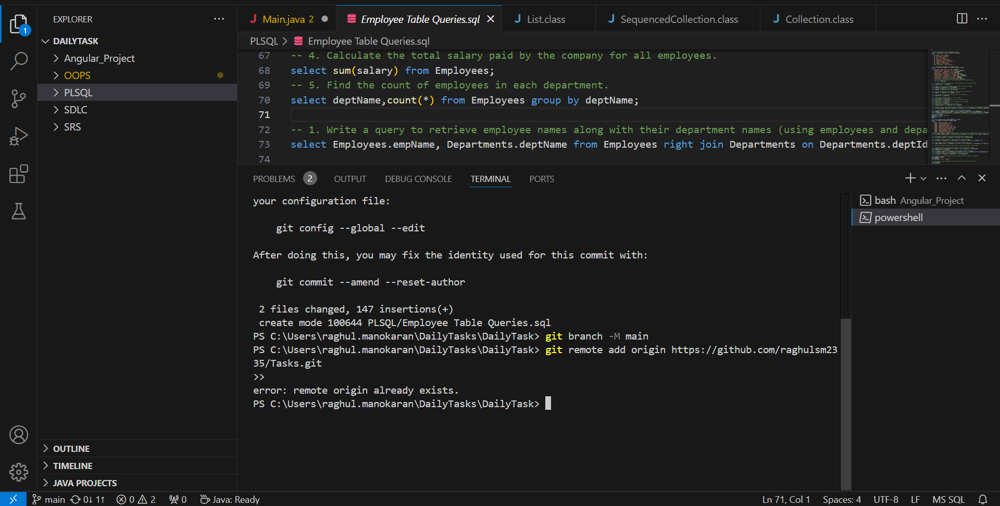 EXPLORER
1
DAILYTASK
Angular_Project
OOPS
PLSQL
SDLC
SRS
OUTLINE
TIMELINE
JAVA PROJECTS
Main.java 2
Employee Table Queries.sql
List.class
SequencedCollection.class
Collection.class
PLSQL > Employee Table Queries.sql
67 -- 4. Calculate the total salary paid by the company for all employees.
68 select sum(salary) from Employees;
69 -- 5. Find the count of employees in each department.
70 select deptName,count(*) from Employees group by deptName;
71
72 -- 1. Write a query to retrieve employee names along with their department names (using employees and depa
73 select Employees.empName, Departments.deptName from Employees right join Departments on Departments.deptId
74
PROBLEMS 2 OUTPUT DEBUG CONSOLE TERMINAL PORTS
your configuration file:
git config --global --edit
After doing this, you may fix the identity used for this commit with:
git commit --amend --reset-author
2 files changed, 147 insertions(+)
create mode 100644 PLSQL/Employee Table Queries.sql
PS C:\Users\raghul.manokaran\DailyTasks\DailyTask> git branch -M main
PS C:\Users\raghul.manokaran\DailyTasks\DailyTask> git remote add origin https://github.com/raghulsm23
35/Tasks.git
>>
error: remote origin already exists.
PS C:\Users\raghul.manokaran\DailyTasks\DailyTask>
bash Angular_Project
powershell
main 0↓ 1↑ 0 2 0 Java: Ready
Ln 71, Col 1 Spaces: 4 UTF-8 LF MS SQL